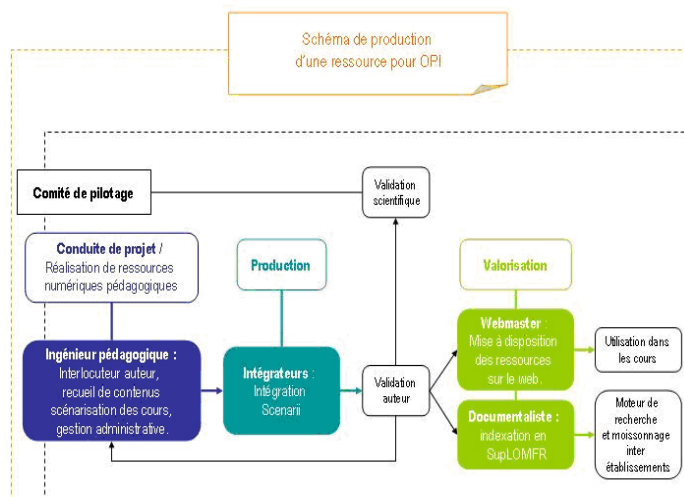 Schéma de production
d'une ressource pour OPI
Comité de pilotage
Validation
scientifique
Conduite de projet /
Réalisation de ressources
numériques pédagogiques
Production
Valorisation
Ingénieur pédagogique :
Interlocuteur auteur,
recueil de contenus
scénarisation des cours,
gestion administrative.
Intégrateurs :
Intégration
Scenarii
Validation
auteur
Webmaster :
Mise à disposition
des ressources
sur le web.
Utilisation dans
les cours
Documentaliste :
indexation en
SupLOMFR
Moteur de
recherche
et moissonnage
inter
établissements